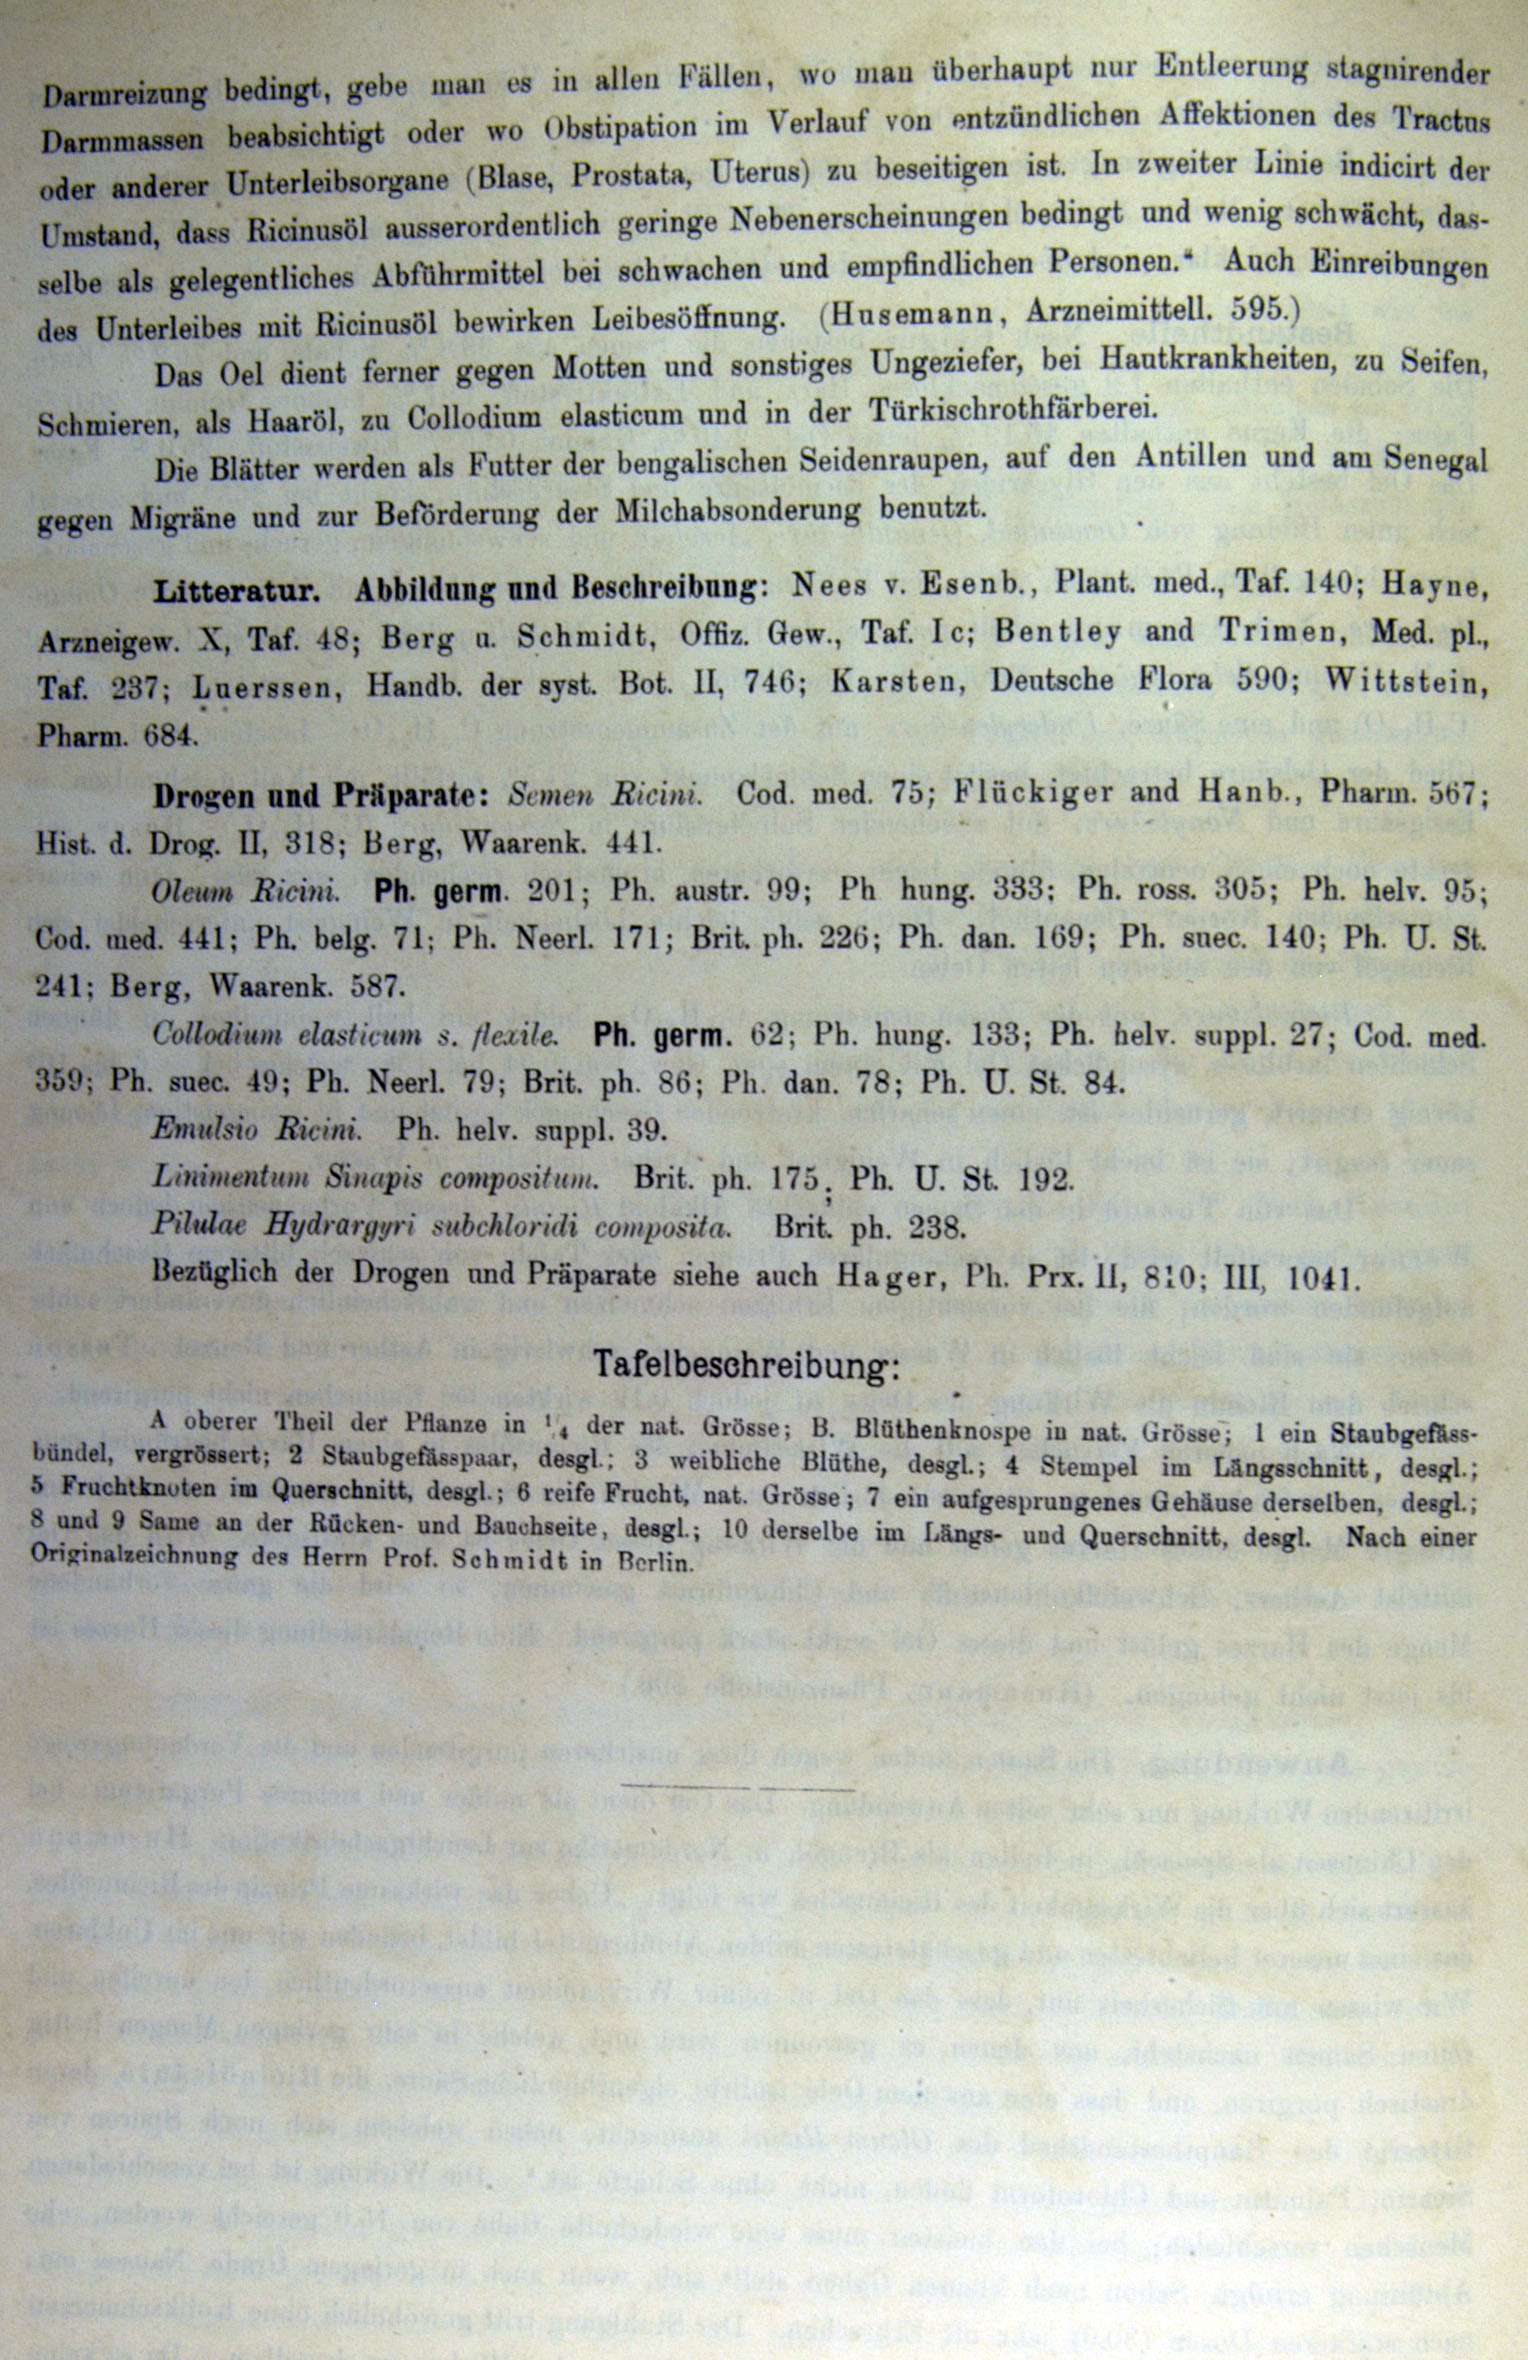 Darmreizung bedingt, gebe man es in allen Fällen, wo man überhaupt nur Entleerung stagnirender
Darmmassen beabsichtigt oder wo Obstipation im Verlauf von entzündlichen Affektionen des Tractus
oder anderer Unterleibsorgane (Blase, Prostata, Uterus) zu beseitigen ist. In zweiter Linie indicirt der
Umstand, dass Ricinusöl ausserordentlich geringe Nebenerscheinungen bedingt und wenig schwächt, das-
selbe als gelegentliches Abführmittel bei schwachen und empfindlichen Personen.“ Auch Einreibungen
des Unterleibes mit Ricinusöl bewirken Leibesöffnung. (Husemann, Arzneimittell. 595.)
Das Oel dient ferner gegen Motten und sonstiges Ungeziefer, bei Hautkrankheiten, zu Seifen,
Schmieren, als Haaröl, zu Collodium elasticum und in der Türkischrothfärberei.
Die Blätter werden als Futter der bengalischen Seidenraupen, auf den Antillen und am Senegal
gegen Migräne und zur Beförderung der Milchabsonderung benutzt.
Litteratur. Abbildung und Beschreibung: Nees v. Esenb., Plant. med., Taf. 140; Hayne,
Arzneigew. X, Taf. 48; Berg u. Schmidt, Offiz. Gew., Taf. Ic; Bentley and Trimen, Med. pl.,
Taf. 237; Luerssen, Handb. der syst. Bot. II, 746; Karsten, Deutsche Flora 590; Wittstein,
Pharm. 684.
Drogen und Präparate: Semen Ricini. Cod. med. 75; Flückiger and Hanb., Pharm. 567;
Hist. d. Drog. II, 318; Berg, Waarenk. 441.
Oleum Ricini. Ph. germ. 201; Ph. austr. 99; Ph hung. 333; Ph. ross. 305; Ph. helv. 95;
Cod. med. 441; Ph. belg. 71; Ph. Neerl. 171; Brit. ph. 226; Ph. dan. 169; Ph. suec. 140; Ph. U. St.
241; Berg, Waarenk. 587.
Collodium elasticum s. flexile. Ph. germ. 62; Ph. hung. 133; Ph. helv. suppl. 27; Cod. med.
359; Ph. suec. 49; Ph. Neerl. 79; Brit. ph. 86; Ph. dan. 78; Ph. U. St. 84.
Emulsio Ricini. Ph. helv. suppl. 39.
Linimentum Sinapis compositum. Brit. ph. 175; Ph. U. St. 192.
Pilulae Hydrargyri subchloridi composita. Brit. ph. 238.
Bezüglich der Drogen und Präparate siehe auch Hager, Ph. Prx. II, 810; III, 1041.
Tafelbeschreibung:
A oberer Theil der Pflanze in 1/4 der nat. Grösse; B. Blüthenknospe in nat. Grösse; 1 ein Staubgefäss-
bündel, vergrössert; 2 Staubgefässpaar, desgl.; 3 weibliche Blüthe, desgl.; 4 Stempel im Längsschnitt, desgl.;
5 Fruchtknoten im Querschnitt, desgl.; 6 reife Frucht, nat. Grösse; 7 ein aufgesprungenes Gehäuse derselben, desgl.;
8 und 9 Same an der Rücken- und Bauchseite, desgl.; 10 derselbe im Längs- und Querschnitt, desgl. Nach einer
Originalzeichnung des Herrn Prof. Schmidt in Berlin.